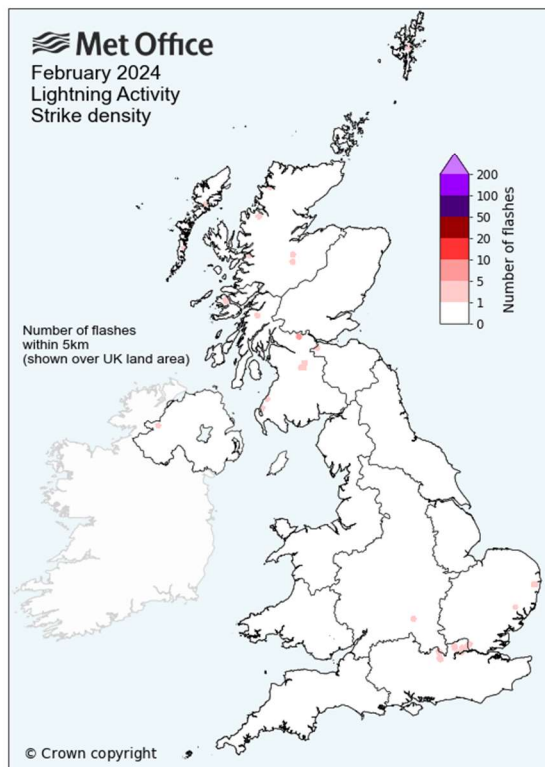 Met Office
February 2024
Lightning Activity
Strike density
200
100
50
20
10
5
1
0
Number of flashes
Number of flashes
within 5km
(shown over UK land area)
© Crown copyright